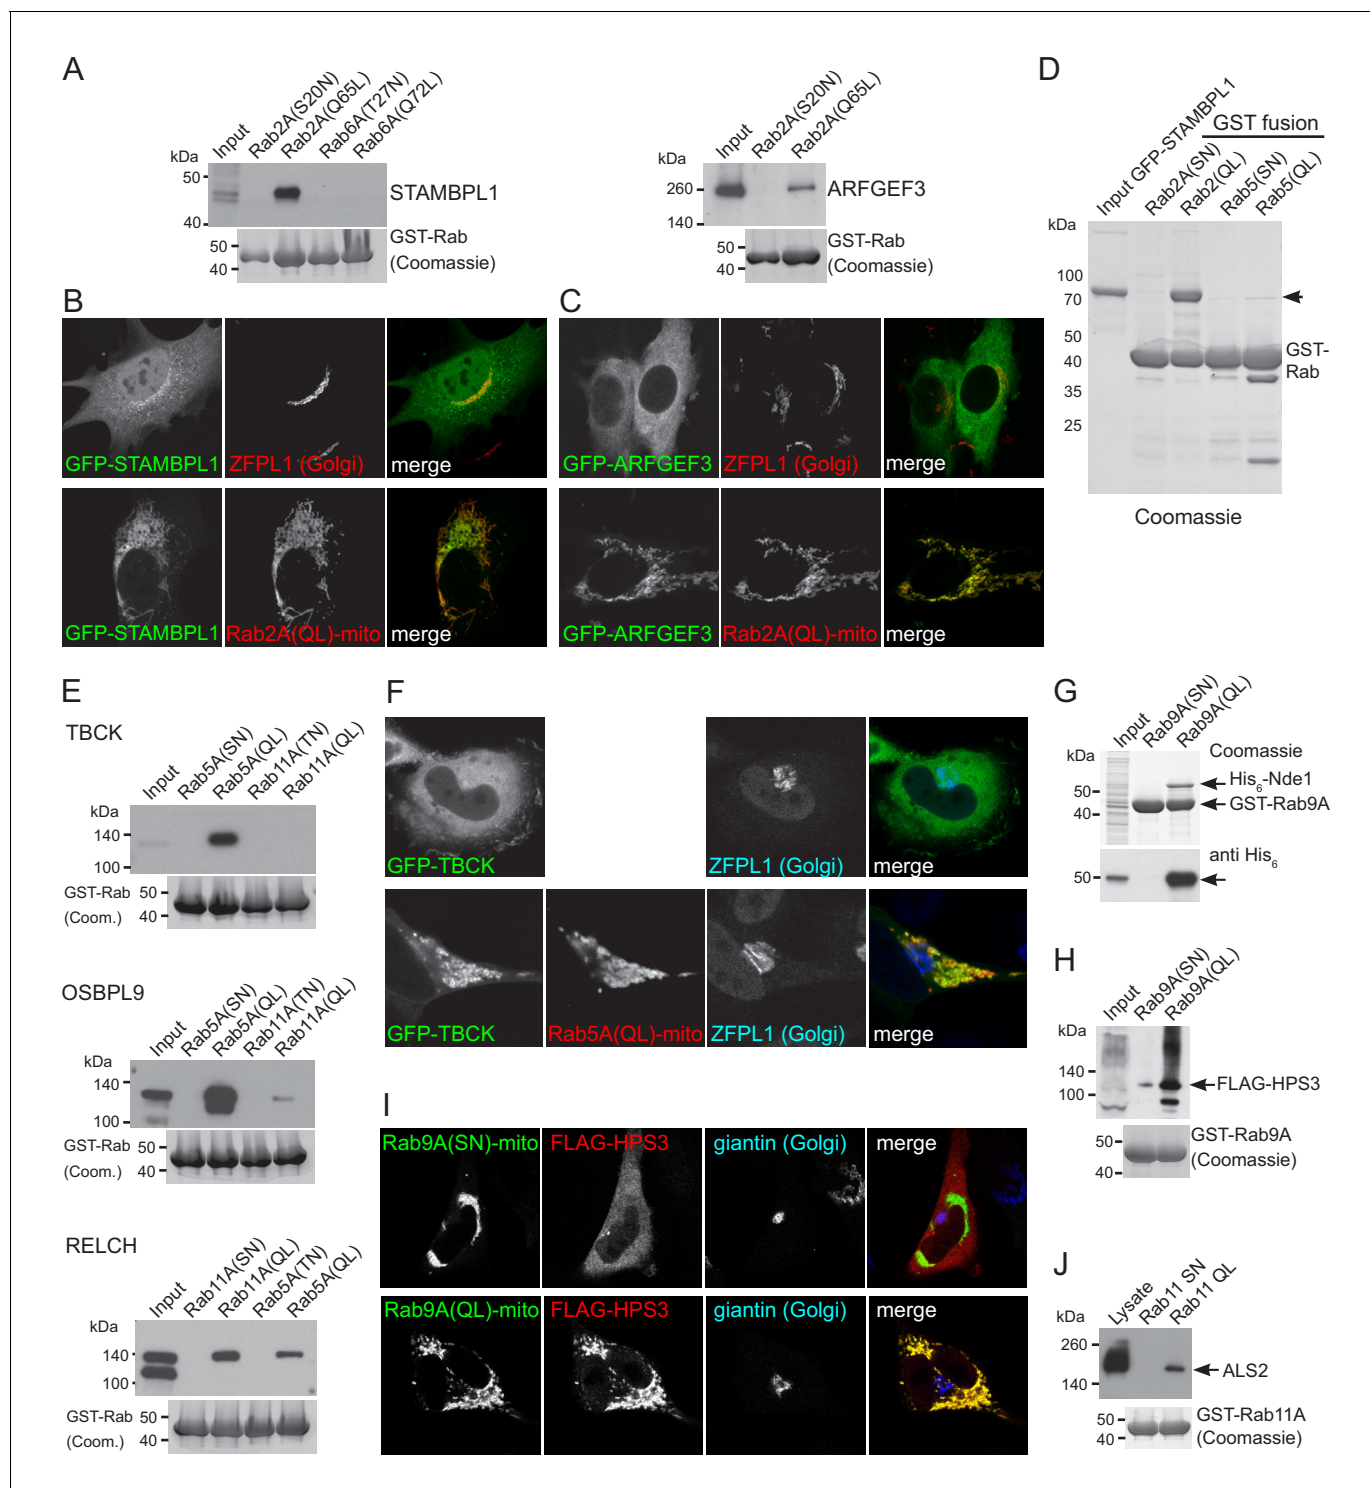 A
Input
Rab2A(S20N)
Rab2A(Q65L)
Rab6A(T27N)
Rab6A(Q72L)
kDa
50
40
STAMBPL1
50
40
GST-Rab
(Coomassie)
Input
Rab2A(S20N)
Rab2A(Q65L)
kDa
260
140
ARFGEF3
50
40
GST-Rab
(Coomassie)
D
Input GFP-STAMBPL1
GST fusion
Rab2A(SN)
Rab2(QL)
Rab5(SN)
Rab5(QL)
kDa
100
70
50
40
35
25
GST-
Rab
Coomassie
B
GFP-STAMBPL1
ZFPL1 (Golgi)
merge
GFP-STAMBPL1
Rab2A(QL)-mito
merge
C
GFP-ARFGEF3
ZFPL1 (Golgi)
merge
GFP-ARFGEF3
Rab2A(QL)-mito
merge
E
TBCK
Input
Rab5A(SN)
Rab5A(QL)
Rab11A(TN)
Rab11A(QL)
kDa
140
100
GST-Rab
(Coom.)
50
40
OSBPL9
Input
Rab5A(SN)
Rab5A(QL)
Rab11A(TN)
Rab11A(QL)
kDa
140
100
GST-Rab
(Coom.)
50
40
RELCH
Input
Rab11A(SN)
Rab11A(QL)
Rab5A(TN)
Rab5A(QL)
kDa
140
100
GST-Rab
(Coom.)
50
40
F
GFP-TBCK
ZFPL1 (Golgi)
merge
GFP-TBCK
Rab5A(QL)-mito
ZFPL1 (Golgi)
merge
G
Input
Rab9A(SN)
Rab9A(QL)
kDa
50
40
Coomassie
His6-Nde1
GST-Rab9A
anti His6
50
H
Input
Rab9A(SN)
Rab9A(QL)
kDa
140
100
FLAG-HPS3
50
40
GST-Rab9A
(Coomassie)
I
Rab9A(SN)-mito
FLAG-HPS3
giantin (Golgi)
merge
Rab9A(QL)-mito
FLAG-HPS3
giantin (Golgi)
merge
J
Lysate
Rab11 SN
Rab11 QL
kDa
260
140
ALS2
50
40
GST-Rab11A
(Coomassie)